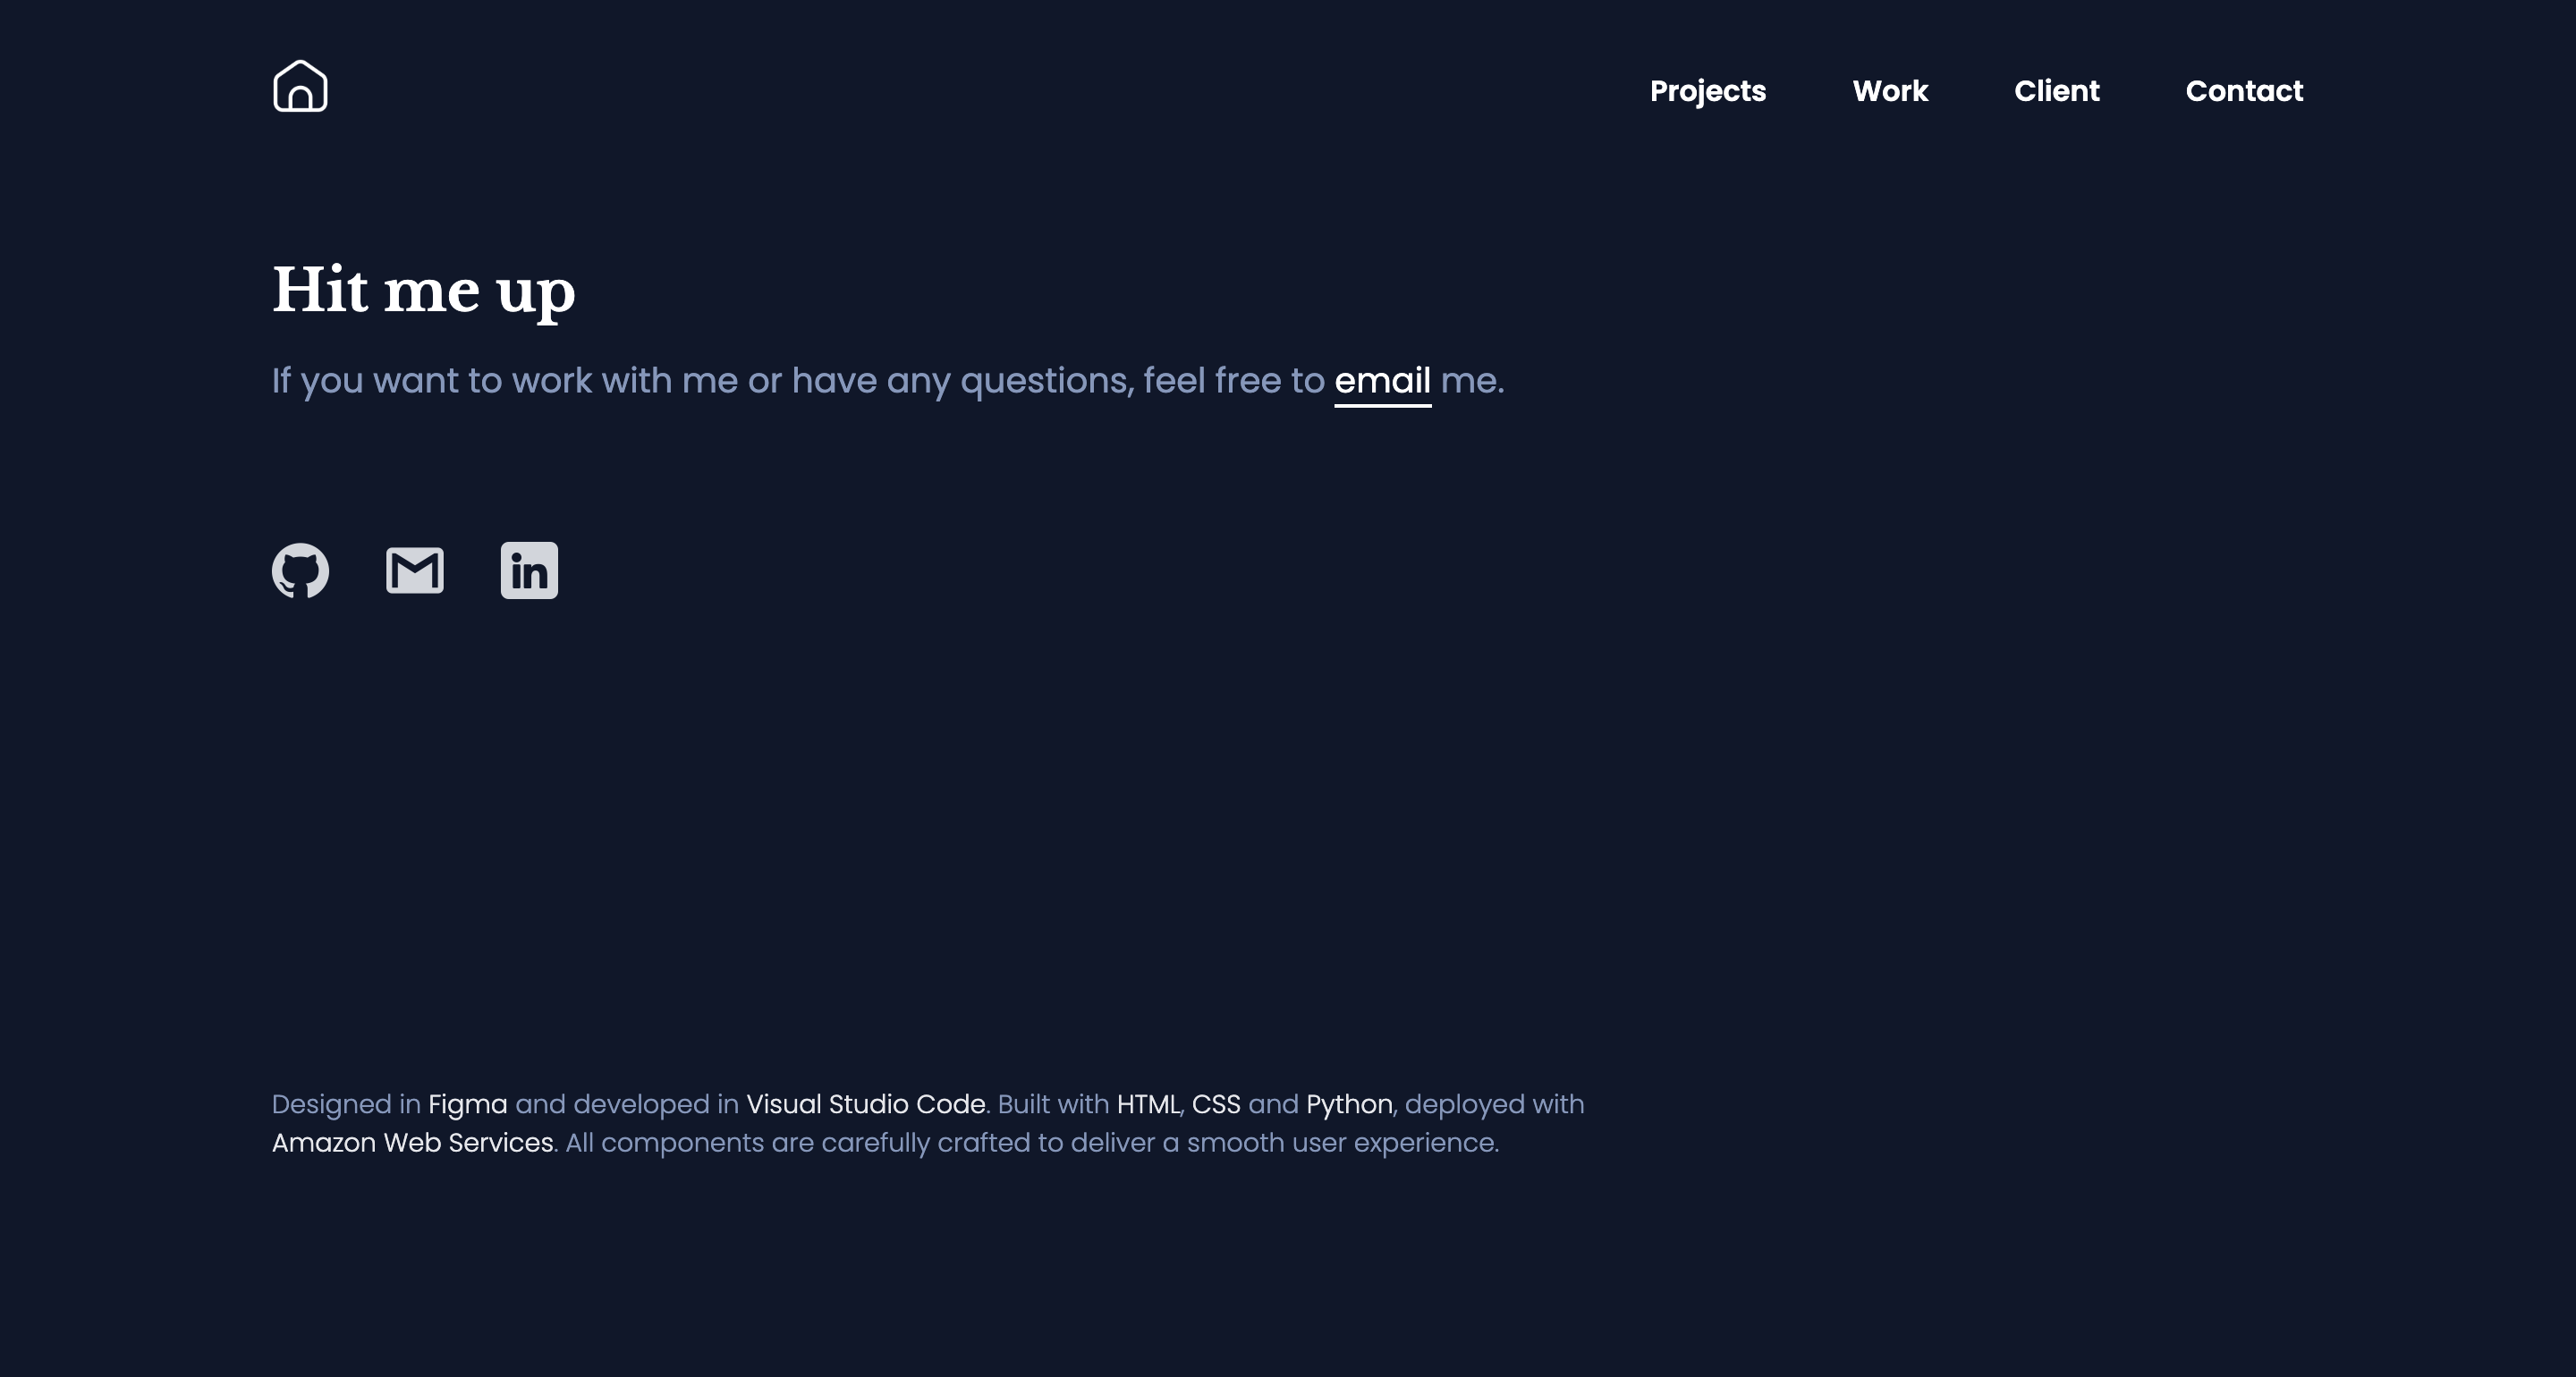 Projects Work Client Contact
Hit me up
If you want to work with me or have any questions, feel free to email me.
in
Designed in Figma and developed in Visual Studio Code. Built with HTML, CSS and Python, deployed with
Amazon Web Services. All components are carefully crafted to deliver a smooth user experience.